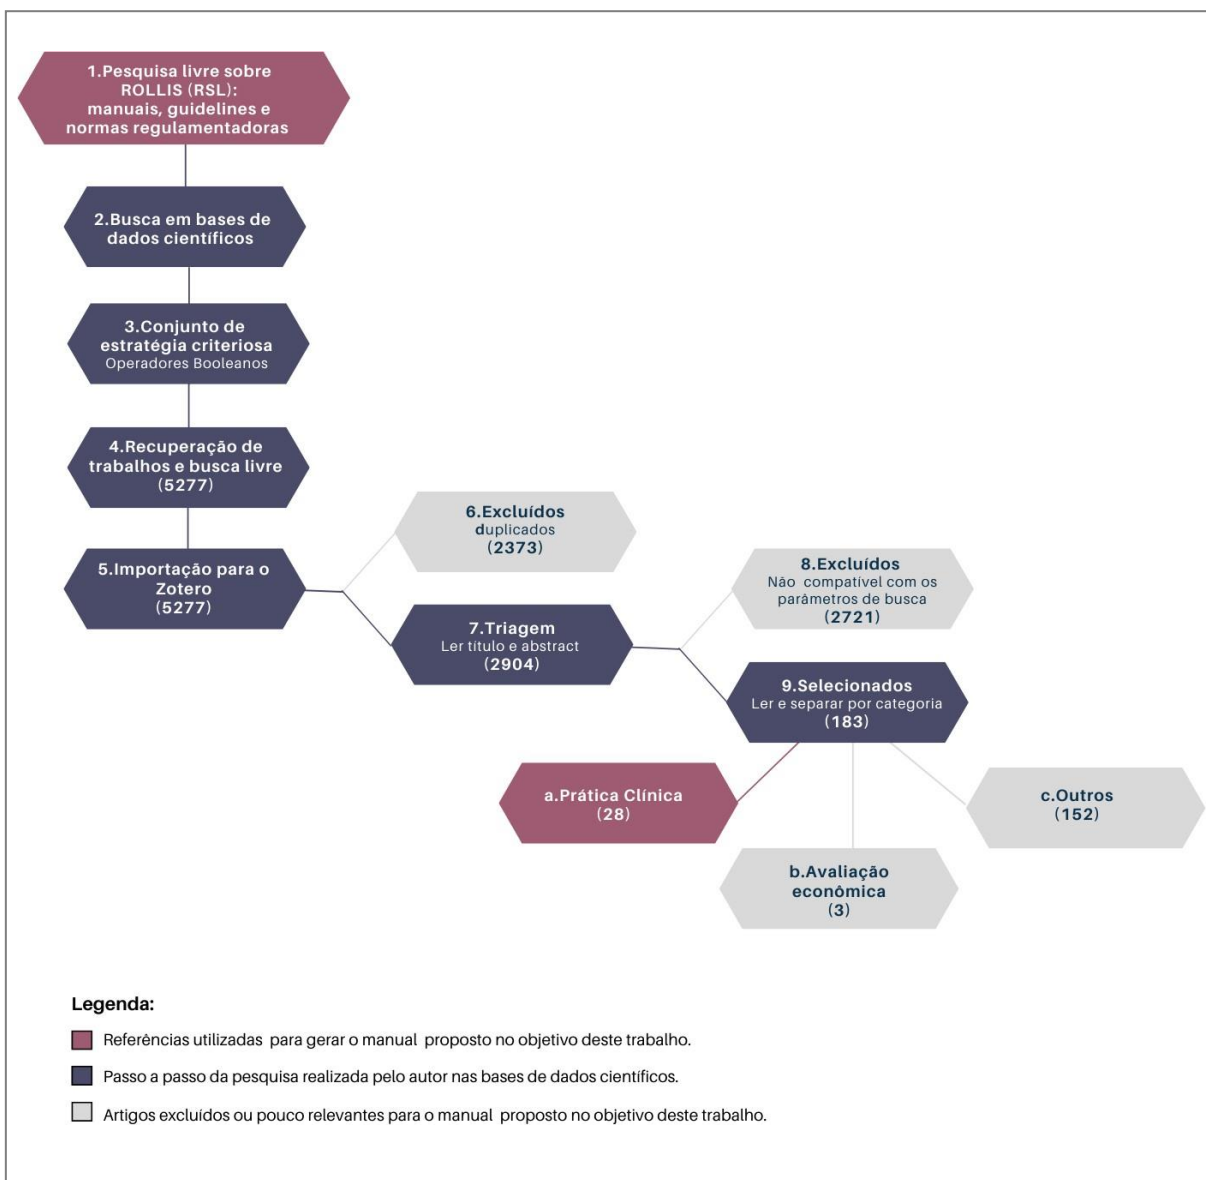 1.Pesquisa livre sobre
ROLLIS (RSL):
manuais, guidelines e
normas regulamentadoras
2.Busca em bases de
dados científicos
3.Conjunto de
estratégia criteriosa
Operadores Booleanos
4.Recuperação de
trabalhos e busca livre
(5277)
5.Importação para o
Zotero
(5277)
6.Excluídos
duplicados
(2373)
7.Triagem
Ler título e abstract
(2904)
8.Excluídos
Não compatível com os
parâmetros de busca
(2721)
9.Selecionados
Ler e separar por categoria
(183)
a.Prática Clínica
(28)
b.Avaliação
econômica
(3)
c.Outros
(152)
Legenda:
Referências utilizadas para gerar o manual proposto no objetivo deste trabalho.
Passo a passo da pesquisa realizada pelo autor nas bases de dados científicos.
Artigos excluídos ou pouco relevantes para o manual proposto no objetivo deste trabalho.